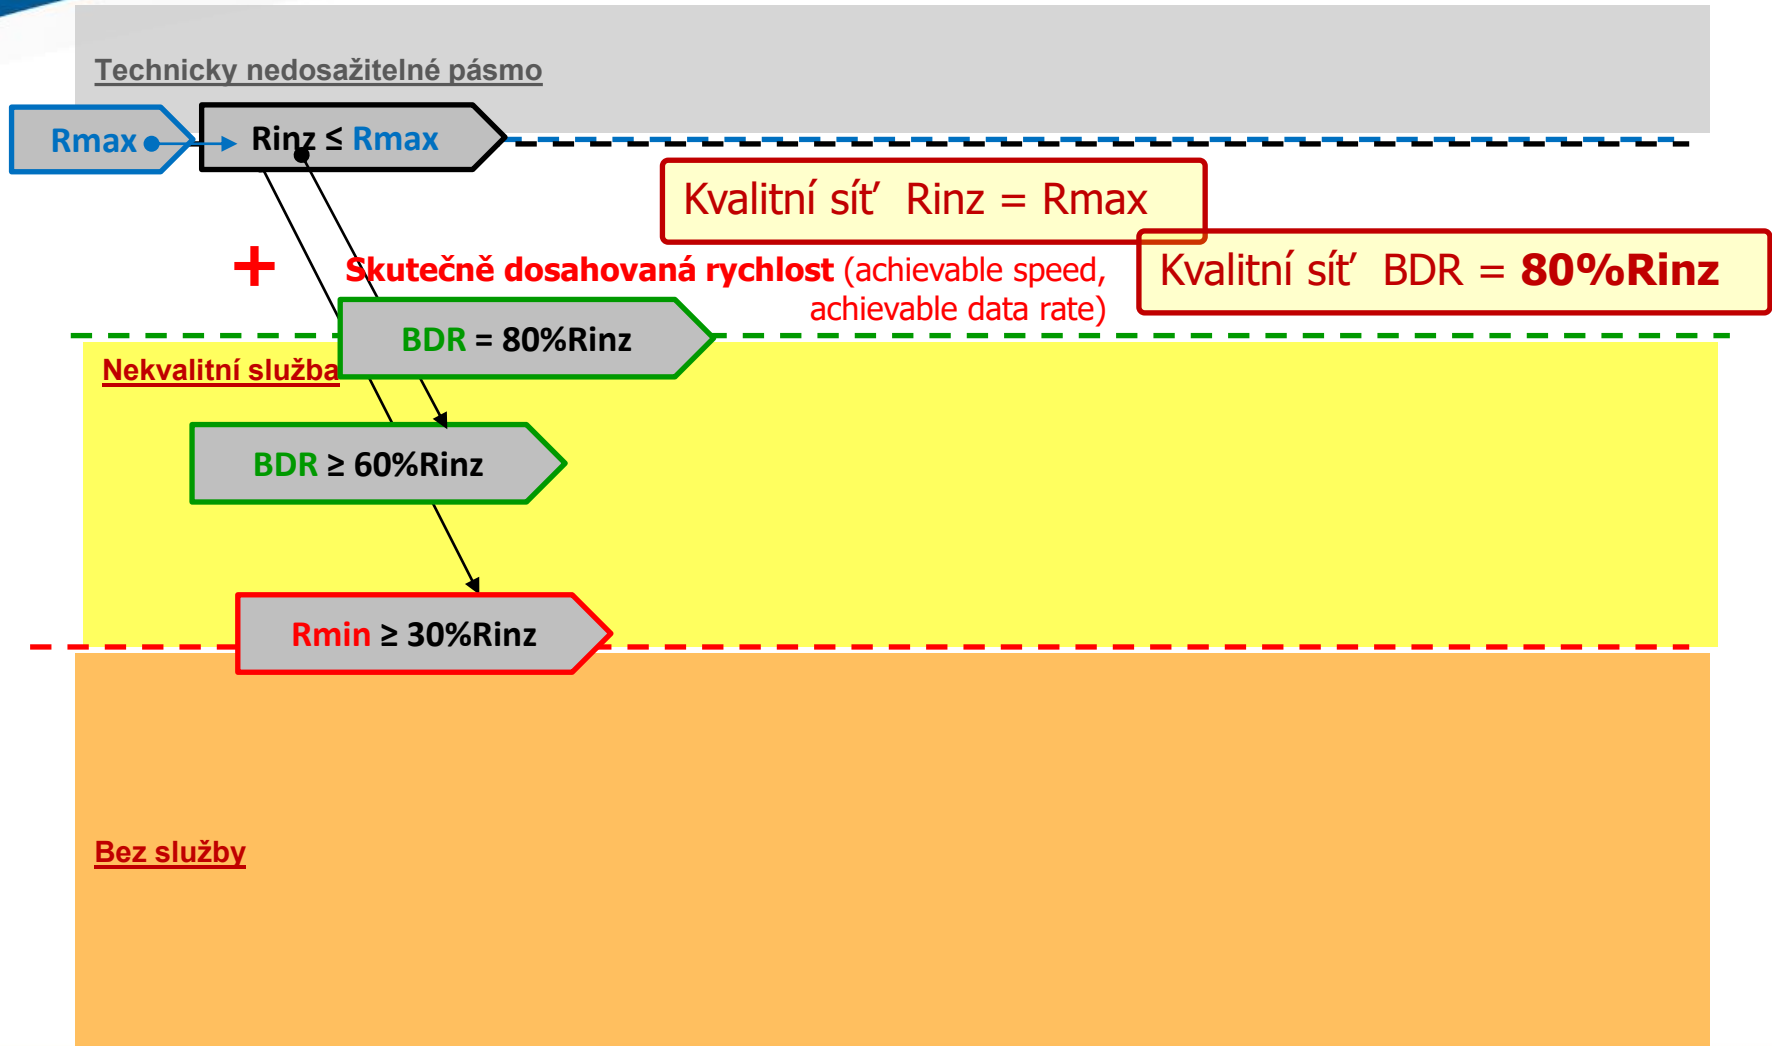 Technicky nedosažitelné pásmo
Rmax
Rinz ≤ Rmax
Kvalitní síť Rinz = Rmax
+
Skutečně dosahovaná rychlost (achievable speed,
achievable data rate)
Kvalitní síť BDR = 80%Rinz
BDR = 80%Rinz
Nekvalitní služba
BDR ≥ 60%Rinz
Rmin ≥ 30%Rinz
Bez služby